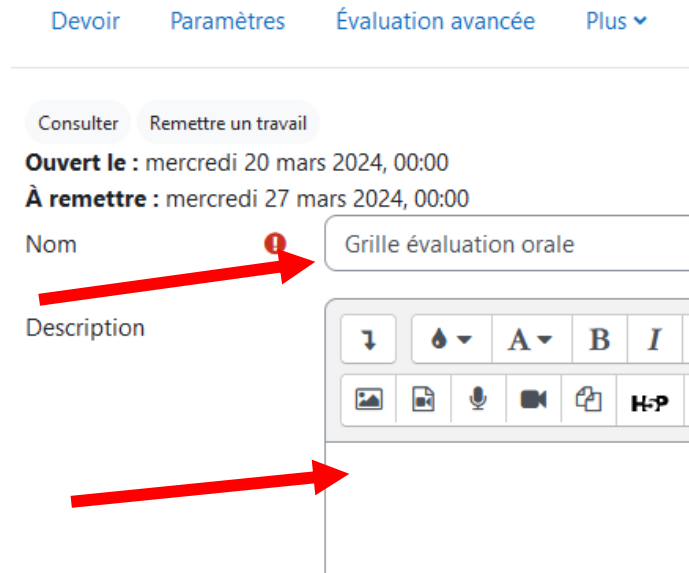 Devoir Paramètres Évaluation avancée Plus
Consulter Remettre un travail
Ouvert le : mercredi 20 mars 2024, 00:00
À remettre : mercredi 27 mars 2024, 00:00
Nom Grille évaluation orale
Description
A B I
H5P